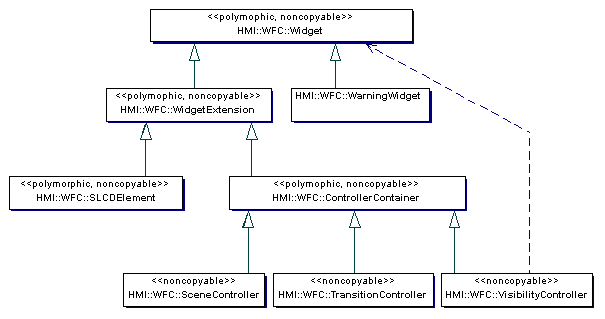 <<polymophic, noncopyable>>
HMI::WFC::Widget
<<polymophic, noncopyable>>
HMI::WFC::WidgetExtension
HMI::WFC::WarningWidget
<<polymorphic, noncopyable>>
HMI::WFC::SLCDElement
<<polymophic, noncopyable>>
HMI::WFC::ControllerContainer
<<noncopyable>>
HMI::WFC::SceneController
<<noncopyable>>
HMI::WFC::TransitionController
<<noncopyable>>
HMI::WFC::VisibilityController